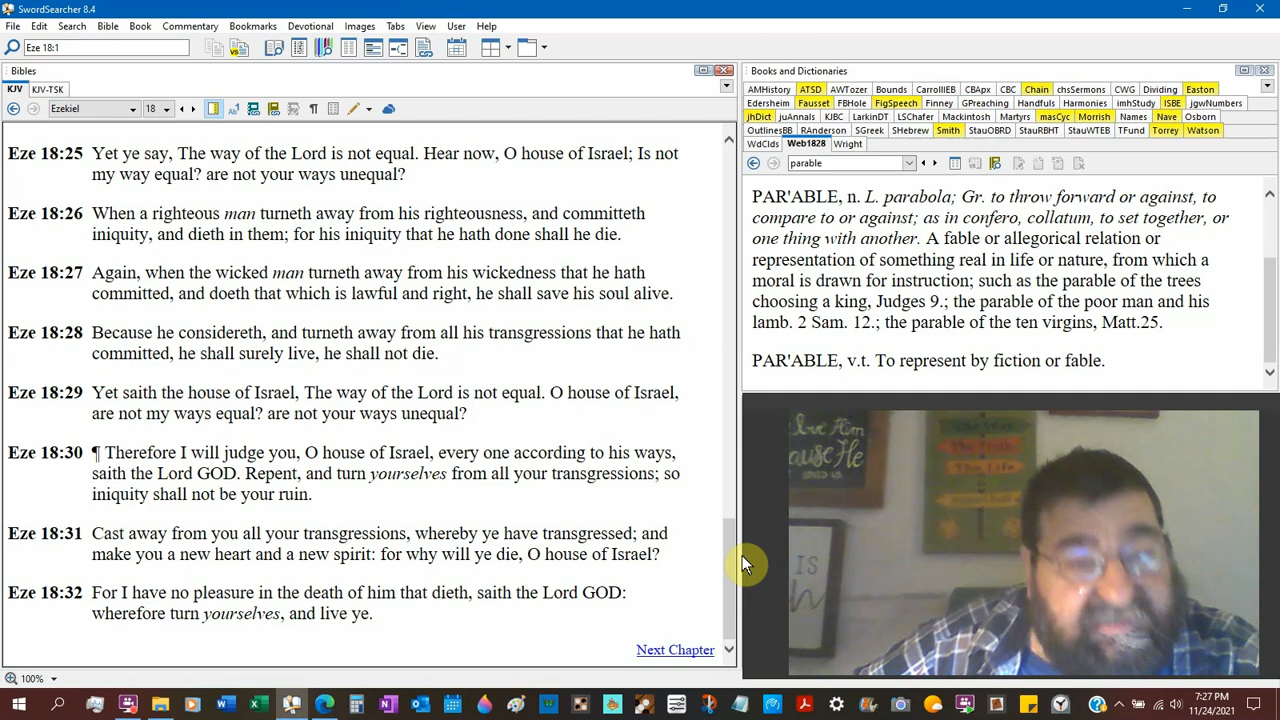 SwordSearcher 8.4
File Edit Search Bible Book Commentary Bookmarks Devotional Images Tabs View User Help
Eze 18:1
Bibles
KJV KJV-TSK
Ezekiel 18
Eze 18:25 Yet ye say, The way of the Lord is not equal. Hear now, O house of Israel; Is not
my way equal? are not your ways unequal?
Eze 18:26 When a righteous man turneth away from his righteousness, and committeth
iniquity, and dieth in them; for his iniquity that he hath done shall he die.
Eze 18:27 Again, when the wicked man turneth away from his wickedness that he hath
committed, and doeth that which is lawful and right, he shall save his soul alive.
Eze 18:28 Because he considereth, and turneth away from all his transgressions that he hath
committed, he shall surely live, he shall not die.
Eze 18:29 Yet saith the house of Israel, The way of the Lord is not equal. O house of Israel,
are not my ways equal? are not your ways unequal?
Eze 18:30 ¶ Therefore I will judge you, O house of Israel, every one according to his ways,
saith the Lord GOD. Repent, and turn yourselves from all your transgressions; so
iniquity shall not be your ruin.
Eze 18:31 Cast away from you all your transgressions, whereby ye have transgressed; and
make you a new heart and a new spirit: for why will ye die, O house of Israel?
Eze 18:32 For I have no pleasure in the death of him that dieth, saith the Lord GOD:
wherefore turn yourselves, and live ye.
Next Chapter
100%
Books and Dictionaries
AMHistory ATSD AWTozer Bounds CarrollEB CBApx CBC Chain chsSermons CWG Dividing Easton
Edersheim Fausset FBHole FigSpeech Finney GPreaching Handfuls Harmonies imhStudy ISBE jgwNumbers
jhDict juAnnals KJBC LarkinDT LSChafer Mackintosh Martyrs masCyc Morrish Names Nave Osborn
OutlinesBB RAnderson SGreek SHebrew Smith StauOBRD StauRBHT StauWTEB TFund Torrey Watson
WdClds Web1828 Wright
parable
PAR'ABLE, n. L. parabola; Gr. to throw forward or against, to
compare to or against; as in confero, collatum, to set together, or
one thing with another. A fable or allegorical relation or
representation of something real in life or nature, from which a
moral is drawn for instruction; such as the parable of the trees
choosing a king, Judges 9.; the parable of the poor man and his
lamb. 2 Sam. 12.; the parable of the ten virgins, Matt.25.
PAR'ABLE, v.t. To represent by fiction or fable.
Him
He
LOVED US.
The Truth
The Life
IS
7:27 PM
11/24/2021